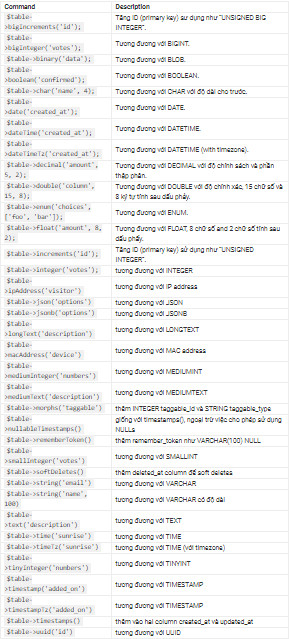 Command Description
$table->bigincrements('id'); Tăng ID (primary key) sử dụng như "UNSIGNED BIG INTEGER".
$table->biginteger('votes'); Tương đương với BIGINT.
$table->binary('data'); Tương đương với BLOB.
$table->boolean('confirmed'); Tương đương với BOOLEAN.
$table->char('name', 4); Tương đương với CHAR với độ dài cho trước.
$table->date('created_at'); Tương đương với DATE.
$table->dateTime('created_at'); Tương đương với DATETIME.
$table->dateTimeTz('created_at'); Tương đương với DATETIME (with timezone).
$table->decimal('amount', 5, 2); Tương đương với DECIMAL với độ chính sách và phần thập phân.
$table->double('column', 15, 8); Tương đương với DOUBLE với độ chính xác, 15 chữ số và 8 ký tự tính sau dấu phẩy.
$table->enum('choices', ['foo', 'bar']); Tương đương với ENUM.
$table->float('amount', 8, 2); Tương đương với FLOAT, 8 chữ số and 2 chữ số tính sau dấu phẩy.
$table->increments('id'); Tăng ID (primary key) sử dụng như "UNSIGNED INTEGER".
$table->integer('votes'); tương đương với INTEGER
$table->ipAddress('visitor') tương đương với IP address
$table->json('options') tương đương với JSON
$table->jsonb('options') tương đương với JSONB
$table->longText('description') tương đương với LONGTEXT
$table->macAddress('device') tương đương với MAC address
$table->mediuminteger('numbers') tương đương với MEDIUMINT
$table->mediumText('description') tương đương với MEDIUMTEXT
$table->morphs('taggable') thêm INTEGER taggable_id và STRING taggable_type
$table->nullableTimestamps() giống với timestamps(), ngoại trừ việc cho phép sử dụng NULLs
$table->rememberToken() thêm remember_token như VARCHAR(100) NULL
$table->smallinteger('votes') tương đương với SMALLINT
$table->softDeletes() thêm deleted_at column để soft deletes
$table->string('email') tương đương với VARCHAR
$table->string('name', 100) tương đương với VARCHAR có độ dài
$table->text('description') tương đương với TEXT
$table->time('sunrise') tương đương với TIME
$table->timeTz('sunrise') tương đương với TIME (với timezone)
$table->tinyinteger('numbers') tương đương với TINYINT
$table->timestamp('added_on') tương đương với TIMESTAMP
$table->timestampTz('added_on') tương đương với TIMESTAMP
$table->timestamps() thêm vào hai column created_at và updated_at
$table->uuid('id') tương đương với UUID